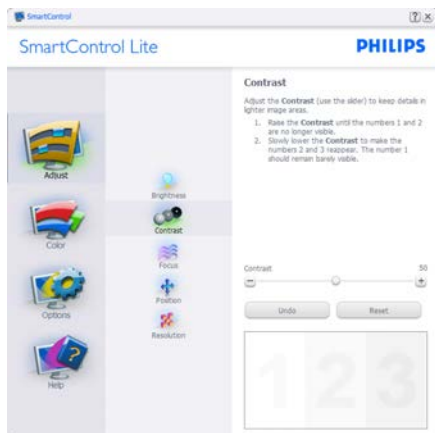 SmartControl
SmartControl Lite
PHILIPS
Adjust
Color
Options
Help
Brightness
Contrast
Focus
Position
Resolution
Contrast
Adjust the Contrast (use the slider) to keep details in
lighter image areas.
1. Raise the Contrast until the numbers 1 and 2
are no longer visible.
2. Slowly lower the Contrast to make the
numbers 2 and 3 reappear. The number 1
should remain barely visible.
Contrast 50
Undo Reset
1 2 3